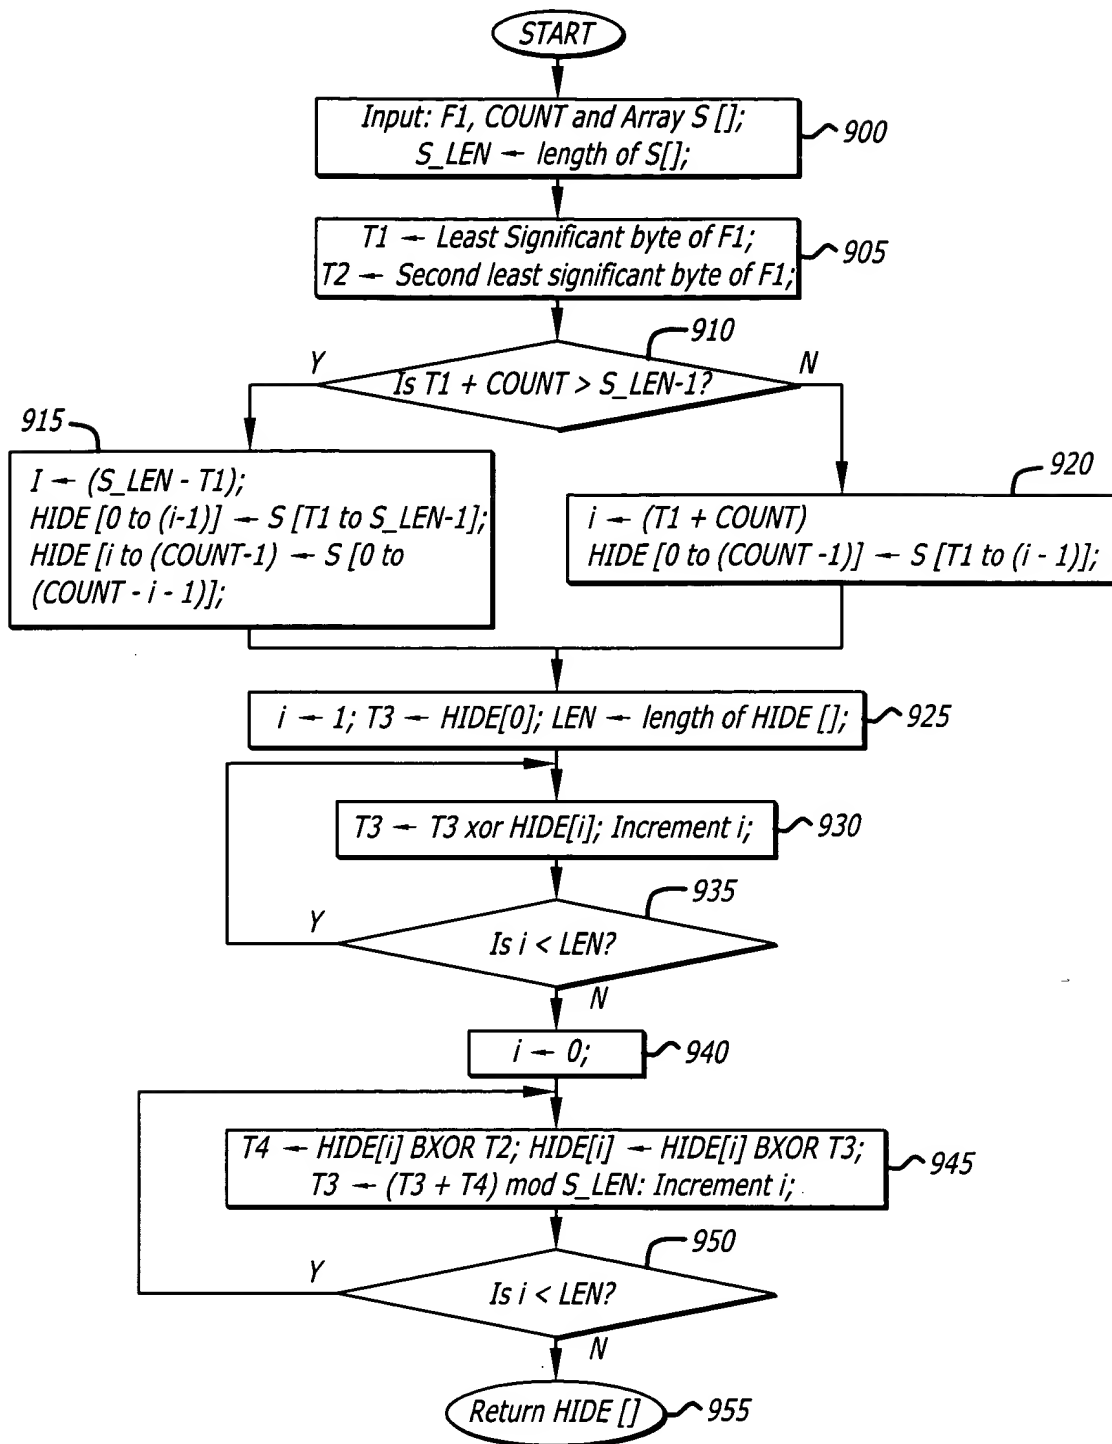 START
Input: F1, COUNT and Array S [];
S_LEN ← length of S[];
900
T1 ← Least Significant byte of F1;
T2 ← Second least significant byte of F1;
905
910
Y
N
Is T1 + COUNT > S_LEN-1?
915
I ← (S_LEN - T1);
HIDE [0 to (i-1)] ← S [T1 to S_LEN-1];
HIDE [i to (COUNT-1) ← S [0 to
(COUNT - i - 1)];
920
i ← (T1 + COUNT)
HIDE [0 to (COUNT -1)] ← S [T1 to (i - 1)];
i ← 1; T3 ← HIDE[0]; LEN ← length of HIDE [];
925
T3 ← T3 xor HIDE[i]; Increment i;
930
935
Y
Is i < LEN?
N
i ← 0;
940
T4 ← HIDE[i] BXOR T2; HIDE[i] ← HIDE[i] BXOR T3;
T3 ← (T3 + T4) mod S_LEN: Increment i;
945
950
Y
Is i < LEN?
N
Return HIDE []
955